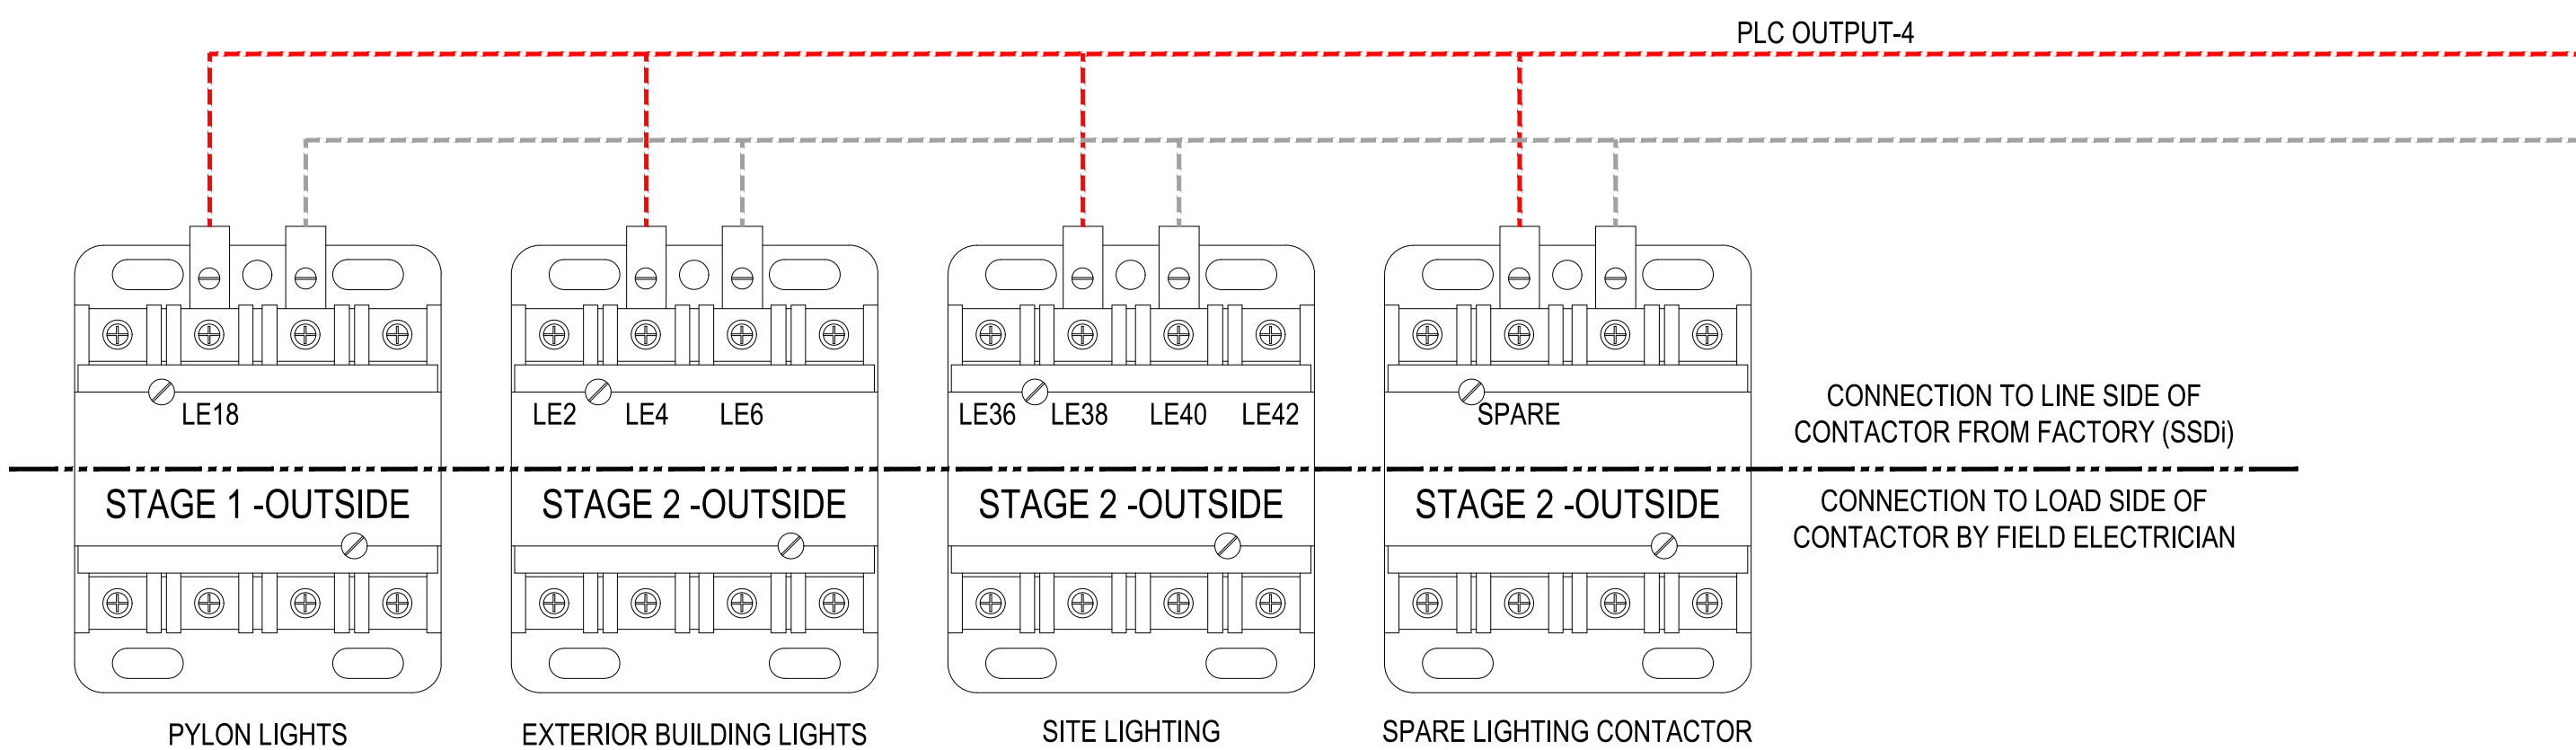 PLC OUTPUT-4
LE18
LE2 LE4 LE6
LE36 LE38 LE40 LE42
SPARE
CONNECTION TO LINE SIDE OF
CONTACTOR FROM FACTORY (SSDi)
STAGE 1 -OUTSIDE
STAGE 2 -OUTSIDE
STAGE 2 -OUTSIDE
STAGE 2 -OUTSIDE
CONNECTION TO LOAD SIDE OF
CONTACTOR BY FIELD ELECTRICIAN
PYLON LIGHTS
EXTERIOR BUILDING LIGHTS
SITE LIGHTING
SPARE LIGHTING CONTACTOR